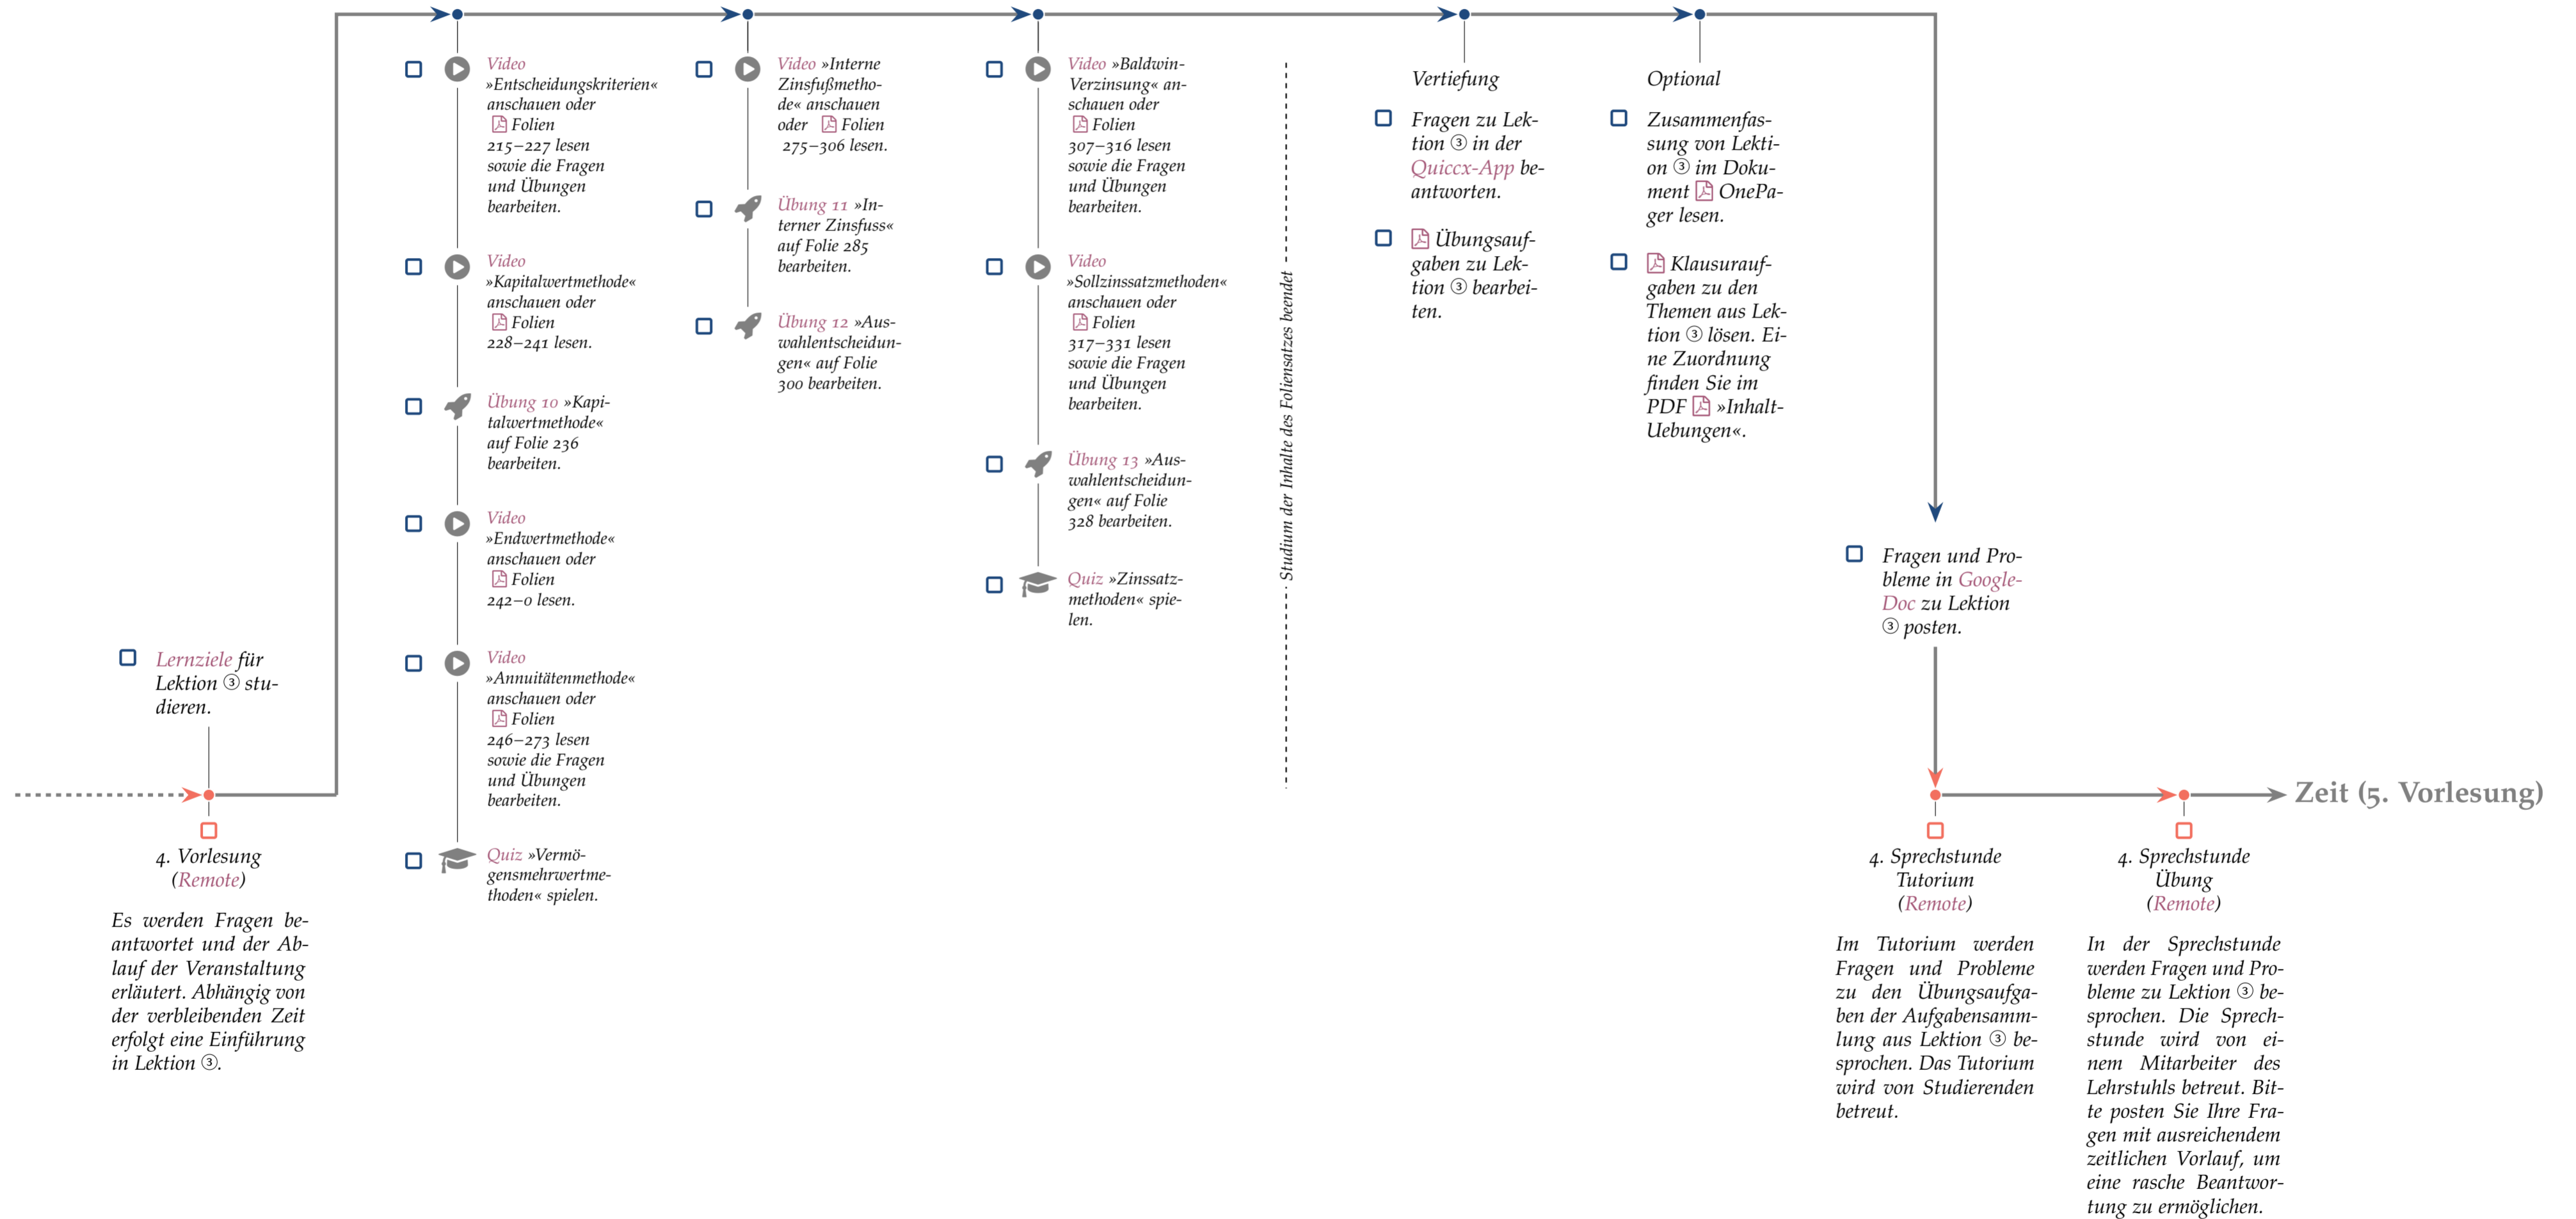 Lernziele für
Lektion ③ stu-
dieren.
4. Vorlesung
(Remote)
Es werden Fragen be-
antwortet und der Ab-
lauf der Veranstaltung
erläutert. Abhängig von
der verbleibenden Zeit
erfolgt eine Einführung
in Lektion ③.
Video
»Entscheidungskriterien«
anschauen oder
Folien
215–227 lesen
sowie die Fragen
und Übungen
bearbeiten.
Video
»Kapitalwertmethode«
anschauen oder
Folien
228–241 lesen.
Übung 10 »Kapi-
talwertmethode«
auf Folie 236
bearbeiten.
Video
»Endwertmethode«
anschauen oder
Folien
242–0 lesen.
Video
»Annuitätenmethode«
anschauen oder
Folien
246–273 lesen
sowie die Fragen
und Übungen
bearbeiten.
Quiz »Vermö-
gensmehrwertme-
thoden« spielen.
Video »Interne
Zinsfußmetho-
de« anschauen
oder Folien
275–306 lesen.
Übung 11 »In-
terner Zinsfuss«
auf Folie 285
bearbeiten.
Übung 12 »Aus-
wahlentscheidun-
gen« auf Folie
300 bearbeiten.
Video »Baldwin-
Verzinsung« an-
schauen oder
Folien
307–316 lesen
sowie die Fragen
und Übungen
bearbeiten.
Video
»Sollzinssatzmethoden«
anschauen oder
Folien
317–331 lesen
sowie die Fragen
und Übungen
bearbeiten.
Übung 13 »Aus-
wahlentscheidun-
gen« auf Folie
328 bearbeiten.
Quiz »Zinssatz-
methoden« spie-
len.
Studium der Inhalte des Foliensatzes beendet
Vertiefung
Fragen zu Lek-
tion ③ in der
Quiccx-App be-
antworten.
Übungsauf-
gaben zu Lek-
tion ③ bearbei-
ten.
Optional
Zusammenfas-
sung von Lekti-
on ③ im Doku-
ment OnePa-
ger lesen.
Klausurauf-
gaben zu den
Themen aus Lek-
tion ③ lösen. Ei-
ne Zuordnung
finden Sie im
PDF »Inhalt-
Uebungen«.
Fragen und Pro-
bleme in Google-
Doc zu Lektion
③ posten.
Zeit (5. Vorlesung)
4. Sprechstunde
Tutorium
(Remote)
Im Tutorium werden
Fragen und Probleme
zu den Übungsaufga-
ben der Aufgabensamm-
lung aus Lektion ③ be-
sprochen. Das Tutorium
wird von Studierenden
betreut.
4. Sprechstunde
Übung
(Remote)
In der Sprechstunde
werden Fragen und Pro-
bleme zu Lektion ③ be-
sprochen. Die Sprech-
stunde wird von ei-
nem Mitarbeiter des
Lehrstuhls betreut. Bit-
te posten Sie Ihre Fra-
gen mit ausreichendem
zeitlichen Vorlauf, um
eine rasche Beantwor-
tung zu ermöglichen.